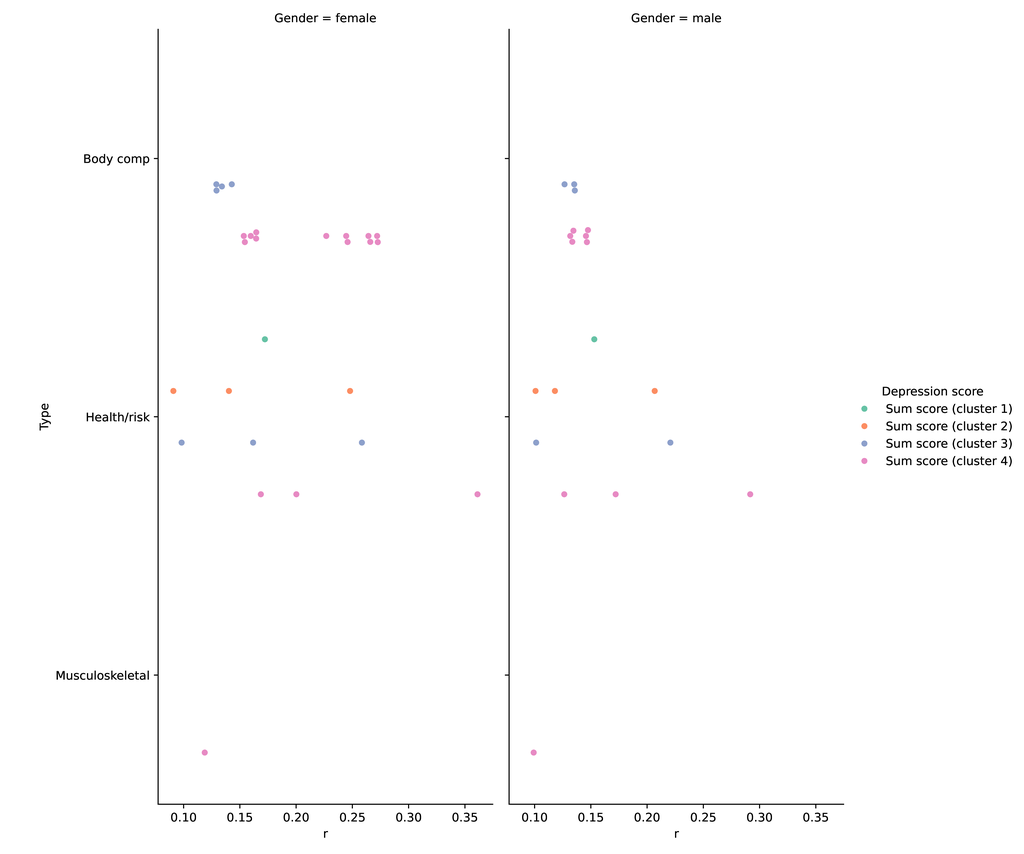 Gender = female
Gender = male
Body comp
Health/risk
Musculoskeletal
Type
0.10 0.15 0.20 0.25 0.30 0.35
r
0.10 0.15 0.20 0.25 0.30 0.35
r
Depression score
Sum score (cluster 1)
Sum score (cluster 2)
Sum score (cluster 3)
Sum score (cluster 4)